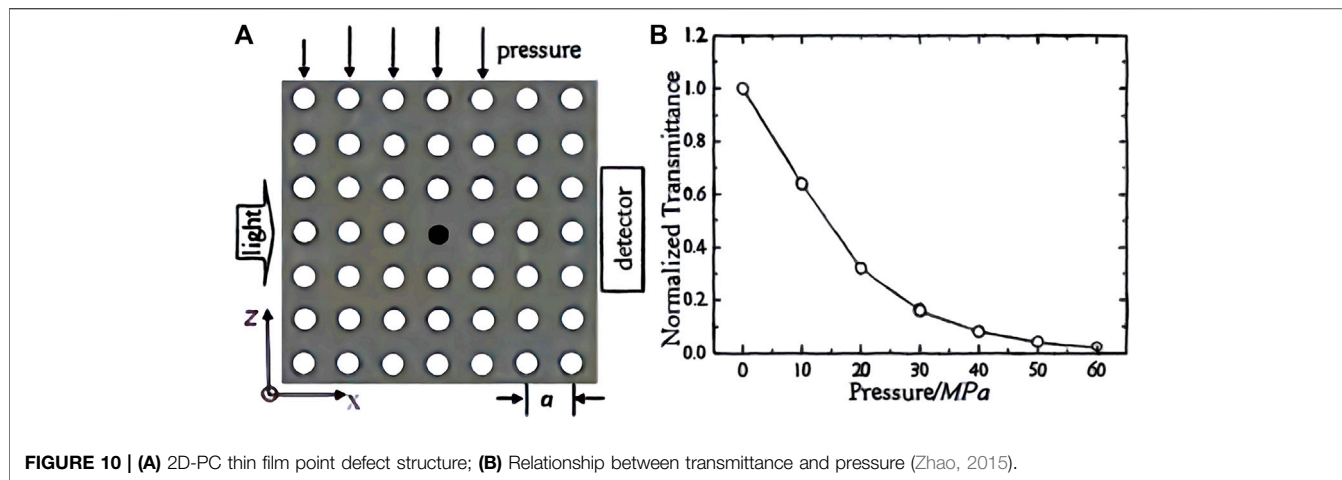 A
pressure
light
detector
Z
X
a
B
1.2
1.0
0.8
0.6
0.4
0.2
0.0
Normalized Transmittance
0 10 20 30 40 50 60
Pressure/MPa
FIGURE 10 | (A) 2D-PC thin film point defect structure; (B) Relationship between transmittance and pressure (Zhao, 2015).